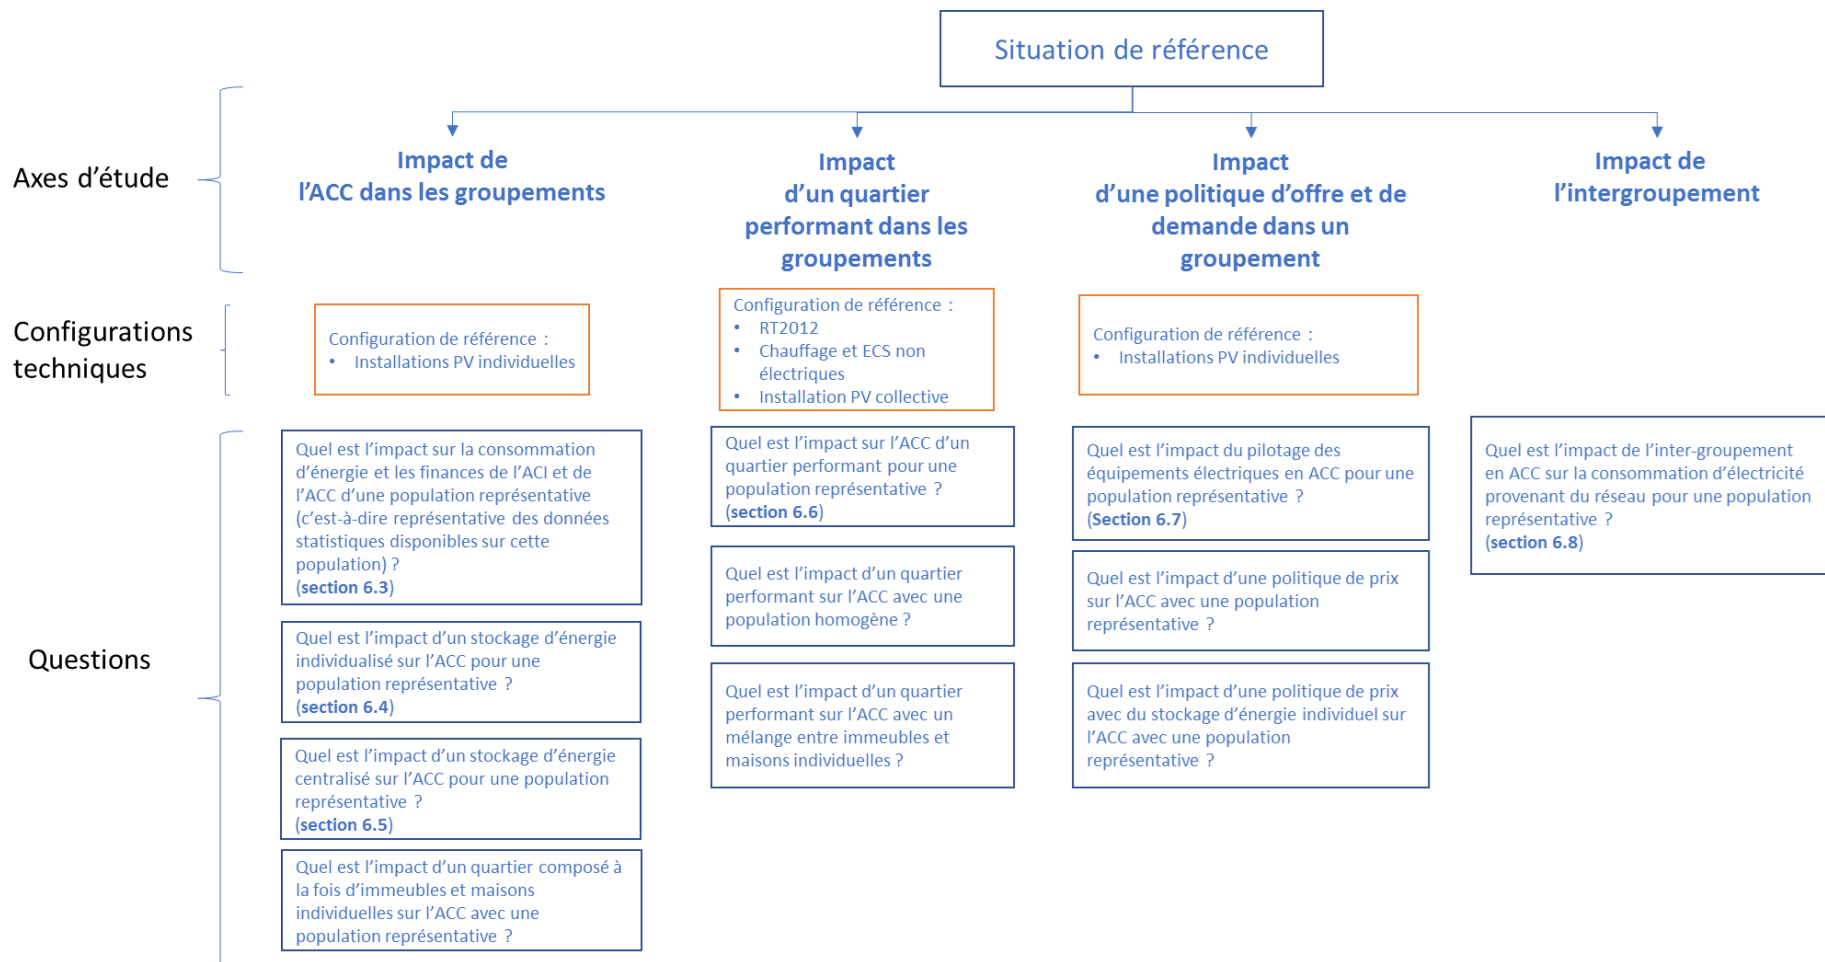 Situation de référence
Axes d’étude
Impact de
l’ACC dans les groupements
Impact
d’un quartier
performant dans les
groupements
Impact
d’une politique d’offre et de
demande dans un
groupement
Impact de
l’intergroupement
Configurations
techniques
Configuration de référence :
• Installations PV individuelles
Configuration de référence :
• RT2012
• Chauffage et ECS non
électriques
• Installation PV collective
Configuration de référence :
• Installations PV individuelles
Questions
Quel est l’impact sur la consommation
d’énergie et les finances de l’ACI et de
l’ACC d’une population représentative
(c’est-à-dire représentative des données
statistiques disponibles sur cette
population) ?
(section 6.3)
Quel est l’impact d’un stockage d’énergie
individualisé sur l’ACC pour une
population représentative ?
(section 6.4)
Quel est l’impact d’un stockage d’énergie
centralisé sur l’ACC pour une population
représentative ?
(section 6.5)
Quel est l’impact d’un quartier composé à
la fois d’immeubles et maisons
individuelles sur l’ACC avec une
population représentative ?
Quel est l’impact sur l’ACC d’un
quartier performant pour une
population représentative ?
(section 6.6)
Quel est l’impact d’un quartier
performant sur l’ACC avec une
population homogène ?
Quel est l’impact d’un quartier
performant sur l’ACC avec un
mélange entre immeubles et
maisons individuelles ?
Quel est l’impact du pilotage des
équipements électriques en ACC pour une
population représentative ?
(Section 6.7)
Quel est l’impact d’une politique de prix
sur l’ACC avec une population
représentative ?
Quel est l’impact d’une politique de prix
avec du stockage d’énergie individuel sur
l’ACC avec une population
représentative ?
Quel est l’impact de l’inter-groupement
en ACC sur la consommation d’électricité
provenant du réseau pour une population
représentative ?
(section 6.8)